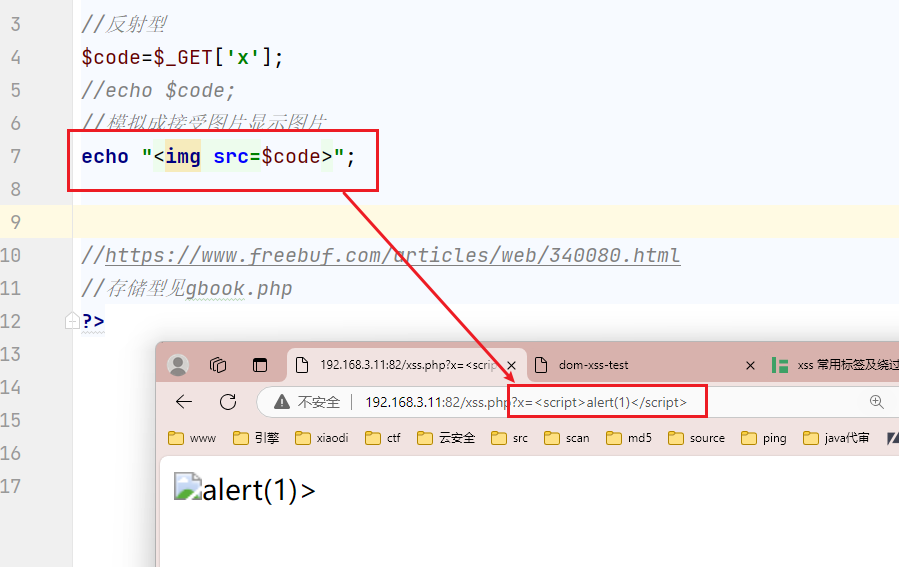 3 //反射型
4 $code=$_GET['x'];
5 //echo $code;
6 //模拟成接受图片显示图片
7 echo "<img src=$code>";
8
9
10 //https://www.freebuf.com/articles/web/340080.html
11 //存储型见gbook.php
12 ?>
13
14
15
16
17
192.168.3.11:82/xss.php?x=<scrip
dom-xss-test
xss 常用标签及绕过
不安全 192.168.3.11:82/xss.php?x=<script>alert(1)</script>
www 引擎 xiaodi ctf 云安全 src scan md5 source ping java代审
alert(1)>